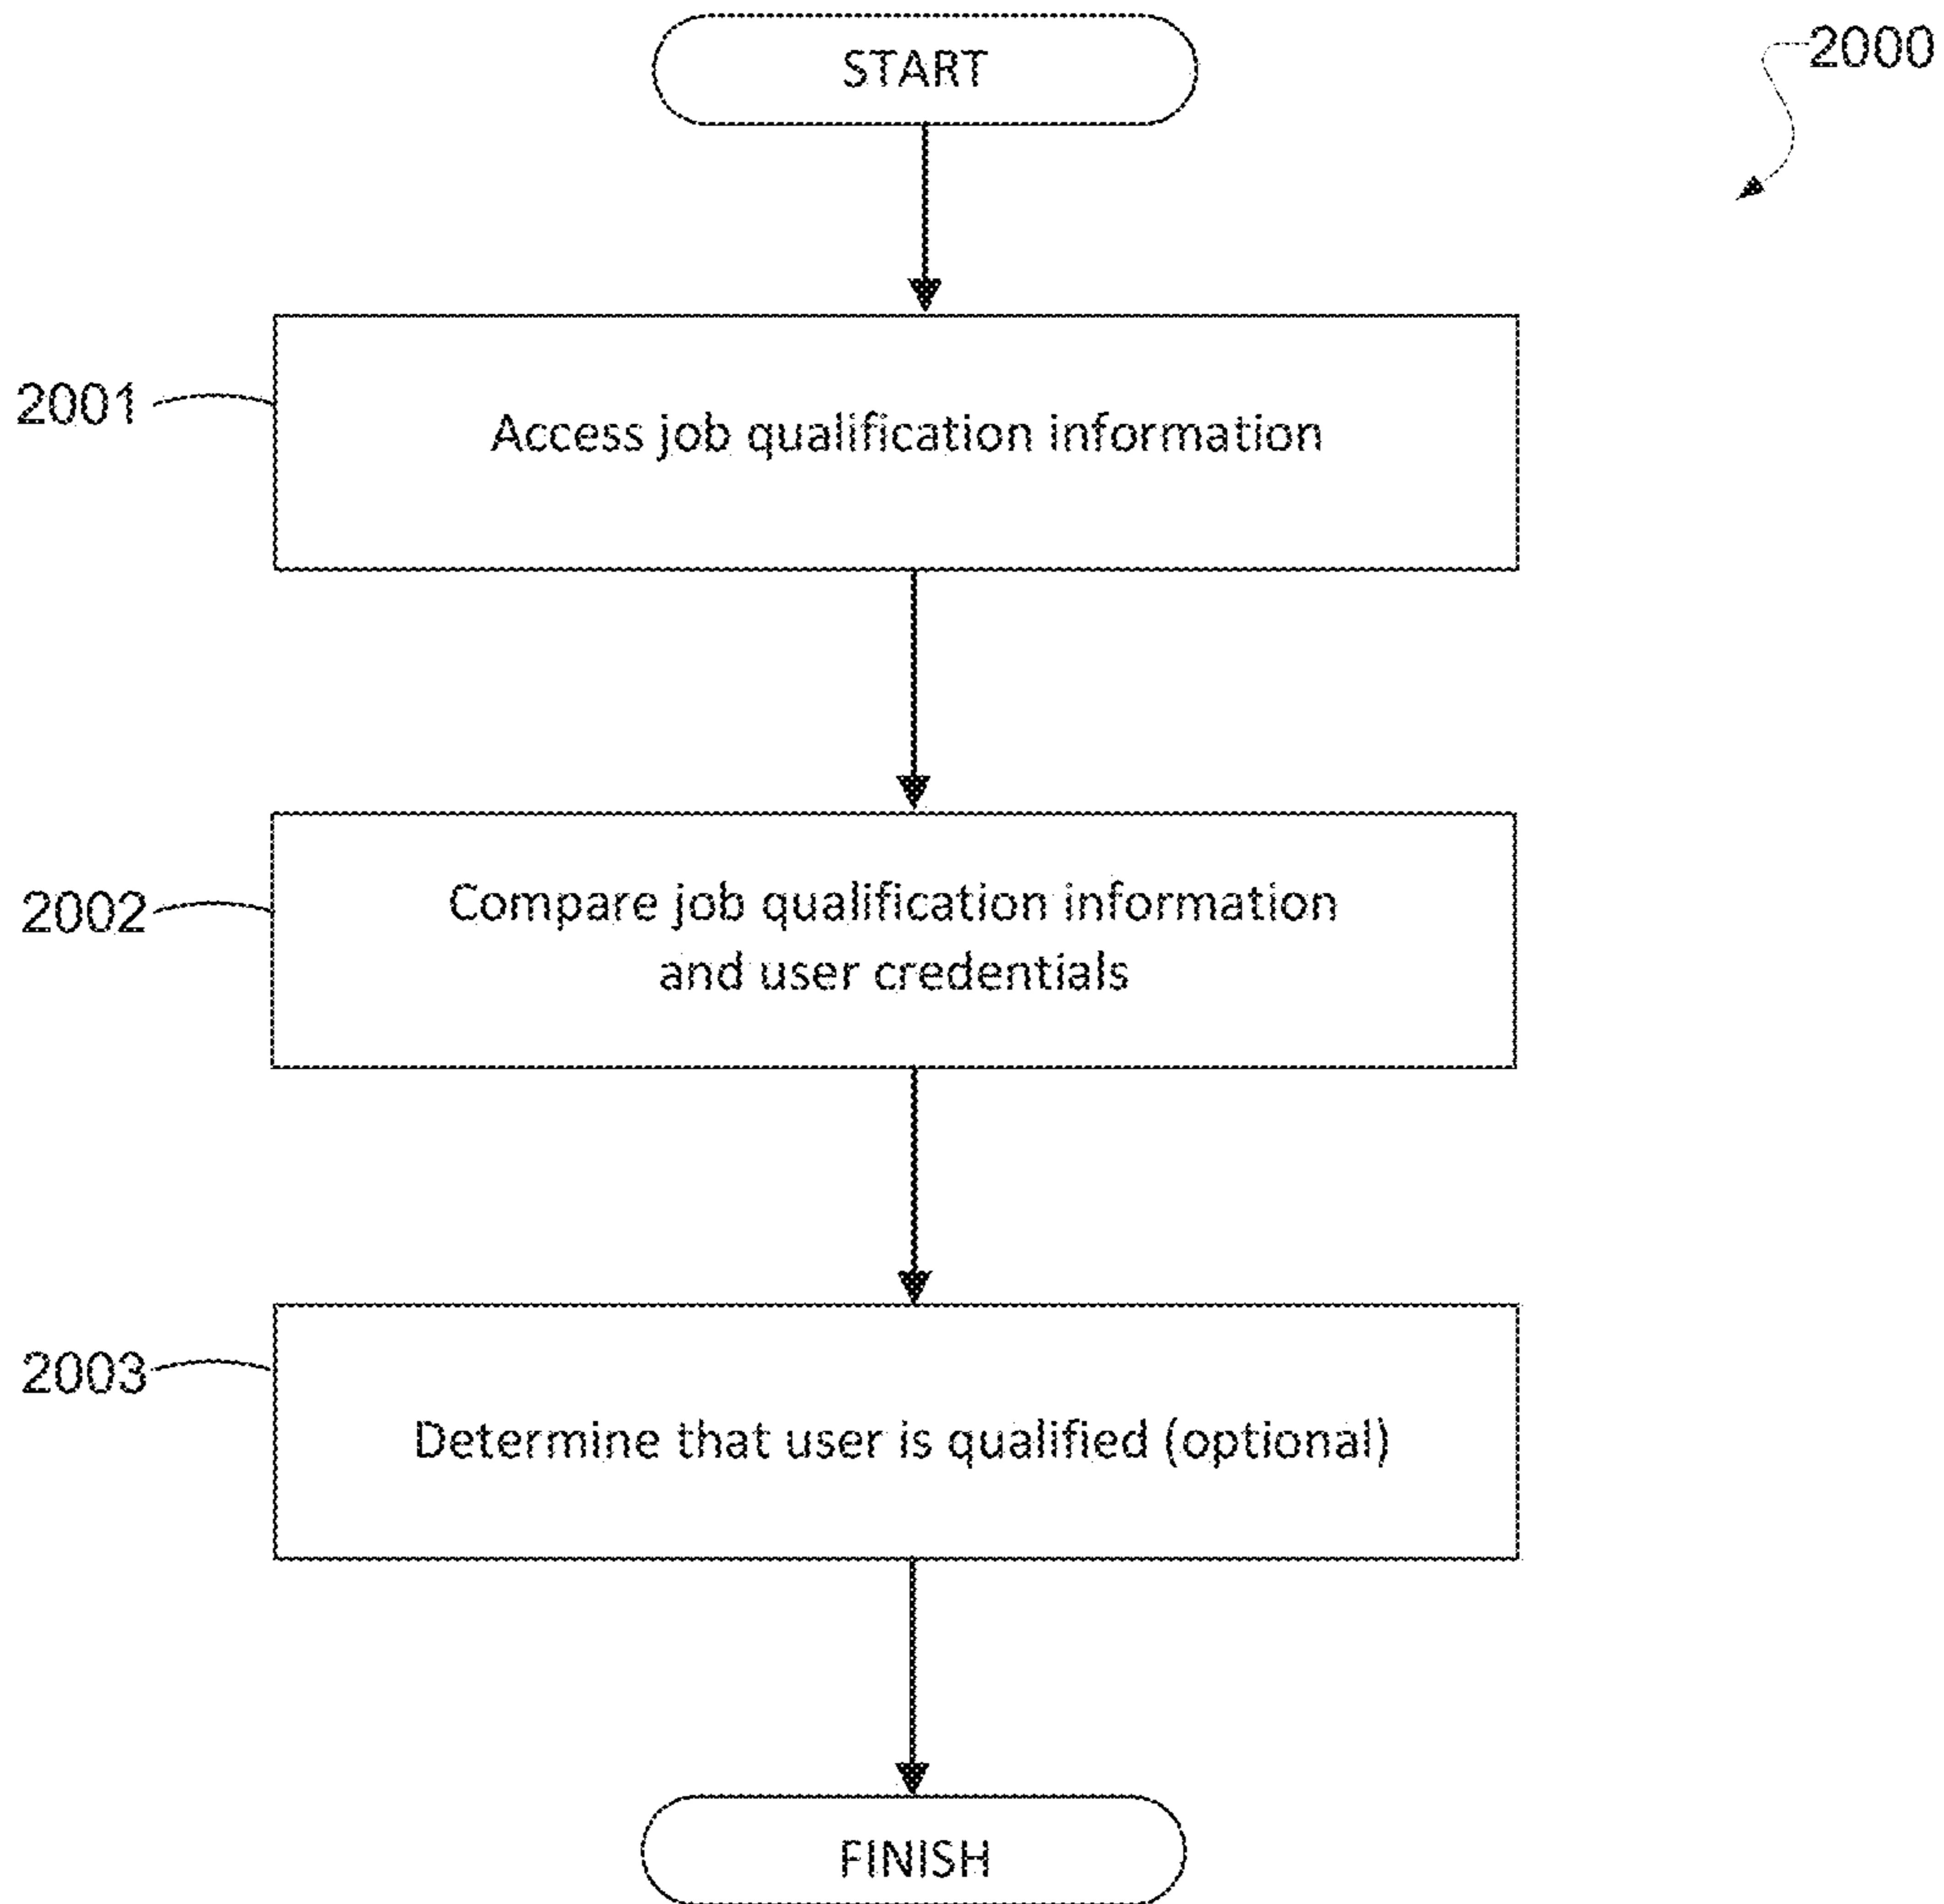 START
2000
2001
Access job qualification information
2002
Compare job qualification information
and user credentials
2003
Determine that user is qualified (optional)
FINISH